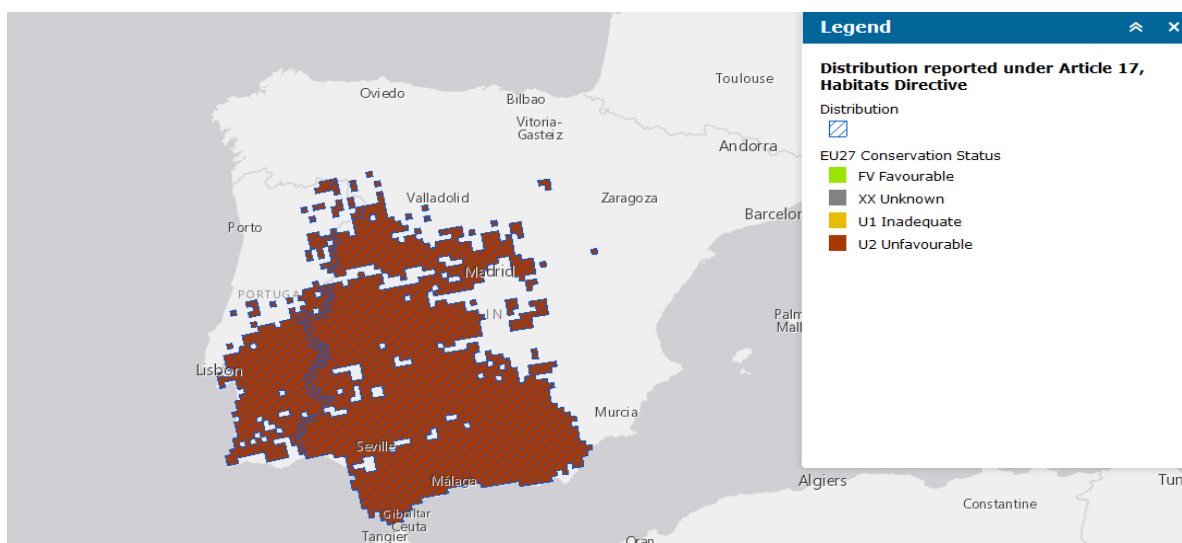 Legend
Distribution reported under Article 17,
Habitats Directive
Distribution
EU27 Conservation Status
FV Favourable
XX Unknown
U1 Inadequate
U2 Unfavourable
Toulouse
Oviedo
Bilbao
Vitoria-
Gasteiz
Andorra
Valladolid
Zaragoza
Barcelon
Porto
Madrid
PORTUGA
IN
Palm
Mall
Lisbon
Murcia
Seville
Málaga
Algiers
Tun
Constantine
Gibraltar
Ceuta
Tangier
Oran